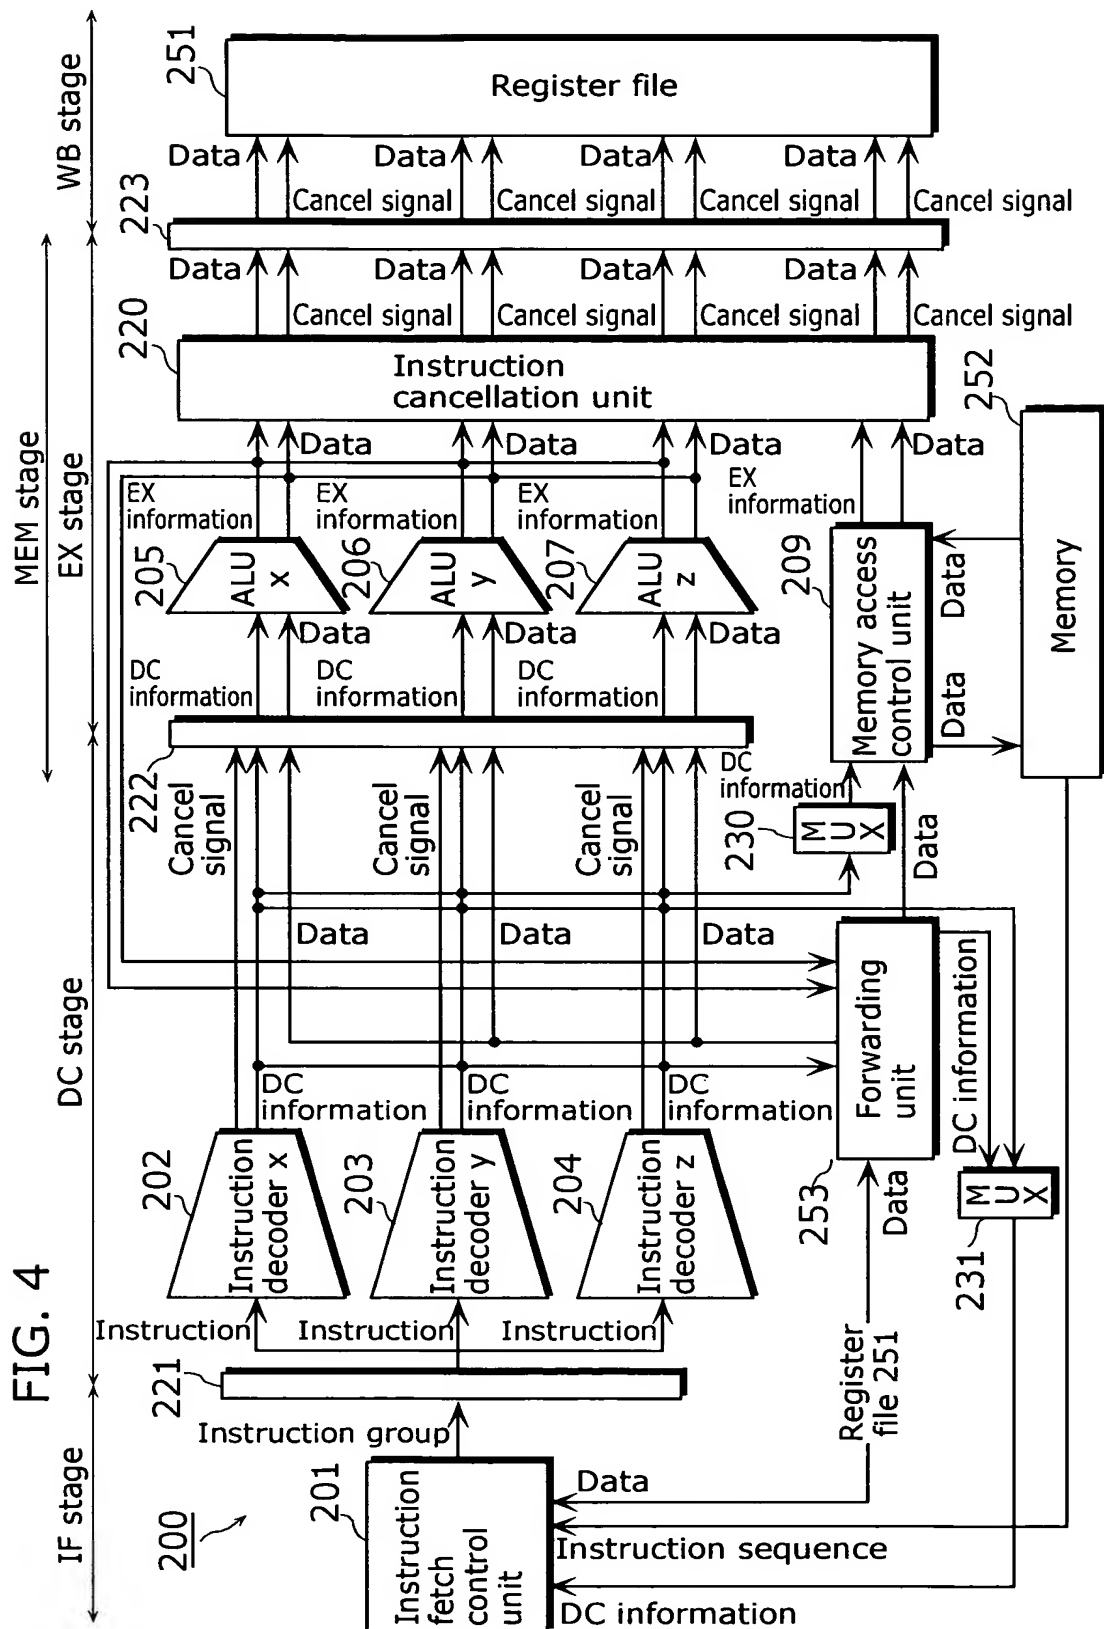 FIG. 4
200
IF stage
DC stage
MEM stage
EX stage
WB stage
201
Instruction
fetch
control
unit
Instruction group
221
Instruction
Instruction
Instruction
202
Instruction
decoder x
203
Instruction
decoder y
204
Instruction
decoder z
DC
information
DC
information
DC
information
Cancel
signal
Cancel
signal
Cancel
signal
Data
Data
Data
222
DC
information
Data
DC
information
Data
DC
information
Data
205
ALU
x
206
ALU
y
207
ALU
z
EX
information
Data
EX
information
Data
EX
information
Data
EX
information
Data
220
Instruction
cancellation unit
Data
Cancel signal
Data
Cancel signal
Data
Cancel signal
Data
Cancel signal
223
Data
Cancel signal
Data
Cancel signal
Data
Cancel signal
Data
Cancel signal
251
Register file
Data
Register
file 251
Data
253
Forwarding
unit
DC information
231
MUX
230
MUX
DC
information
Data
209
Memory access
control unit
Data
Data
252
Memory
Instruction sequence
DC information